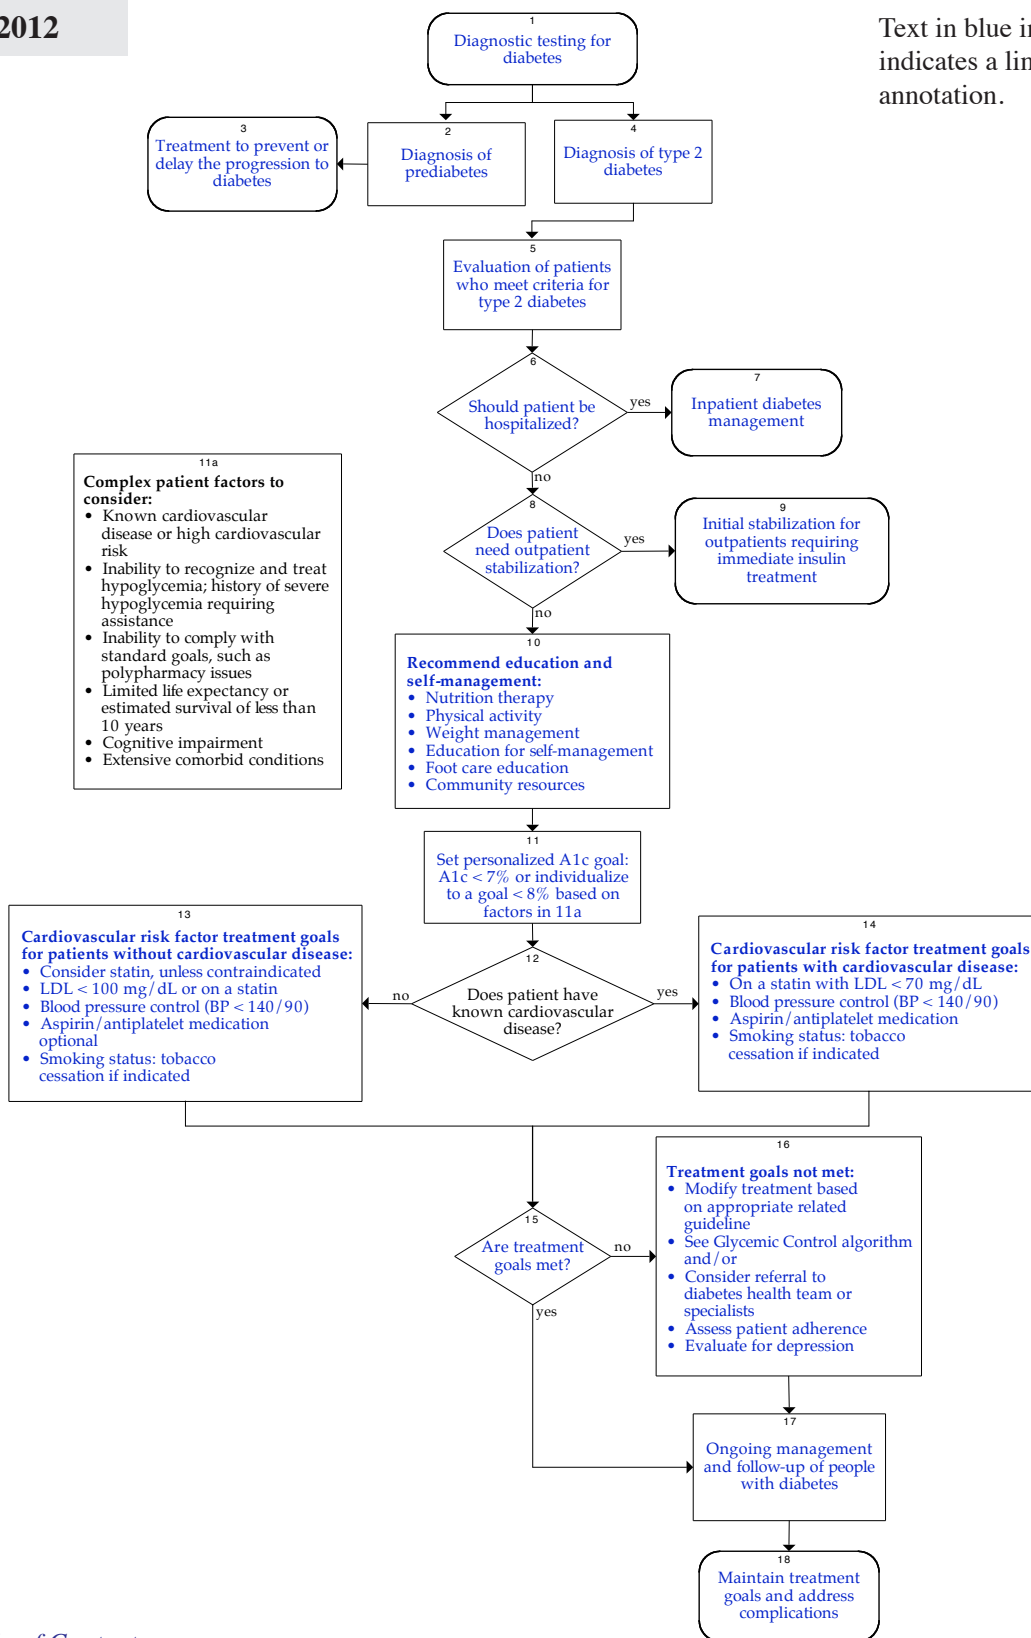 2012
Text in blue in
indicates a lin
annotation.
1
Diagnostic testing for
diabetes
3
Treatment to prevent or
delay the progression to
diabetes
2
Diagnosis of
prediabetes
4
Diagnosis of type 2
diabetes
5
Evaluation of patients
who meet criteria for
type 2 diabetes
6
Should patient be
hospitalized?
yes
7
Inpatient diabetes
management
no
8
Does patient
need outpatient
stabilization?
yes
9
Initial stabilization for
outpatients requiring
immediate insulin
treatment
no
11a
Complex patient factors to
consider:
• Known cardiovascular
disease or high cardiovascular
risk
• Inability to recognize and treat
hypoglycemia; history of severe
hypoglycemia requiring
assistance
• Inability to comply with
standard goals, such as
polypharmacy issues
• Limited life expectancy or
estimated survival of less than
10 years
• Cognitive impairment
• Extensive comorbid conditions
10
Recommend education and
self-management:
• Nutrition therapy
• Physical activity
• Weight management
• Education for self-management
• Foot care education
• Community resources
11
Set personalized A1c goal:
A1c < 7% or individualize
to a goal < 8% based on
factors in 11a
12
Does patient have
known cardiovascular
disease?
no
yes
13
Cardiovascular risk factor treatment goals
for patients without cardiovascular disease:
• Consider statin, unless contraindicated
• LDL < 100 mg/dL or on a statin
• Blood pressure control (BP < 140/90)
• Aspirin/antiplatelet medication
optional
• Smoking status: tobacco
cessation if indicated
14
Cardiovascular risk factor treatment goals
for patients with cardiovascular disease:
• On a statin with LDL < 70 mg/dL
• Blood pressure control (BP < 140/90)
• Aspirin/antiplatelet medication
• Smoking status: tobacco
cessation if indicated
15
Are treatment
goals met?
no
yes
16
Treatment goals not met:
• Modify treatment based
on appropriate related
guideline
• See Glycemic Control algorithm
and/or
• Consider referral to
diabetes health team or
specialists
• Assess patient adherence
• Evaluate for depression
17
Ongoing management
and follow-up of people
with diabetes
18
Maintain treatment
goals and address
complications